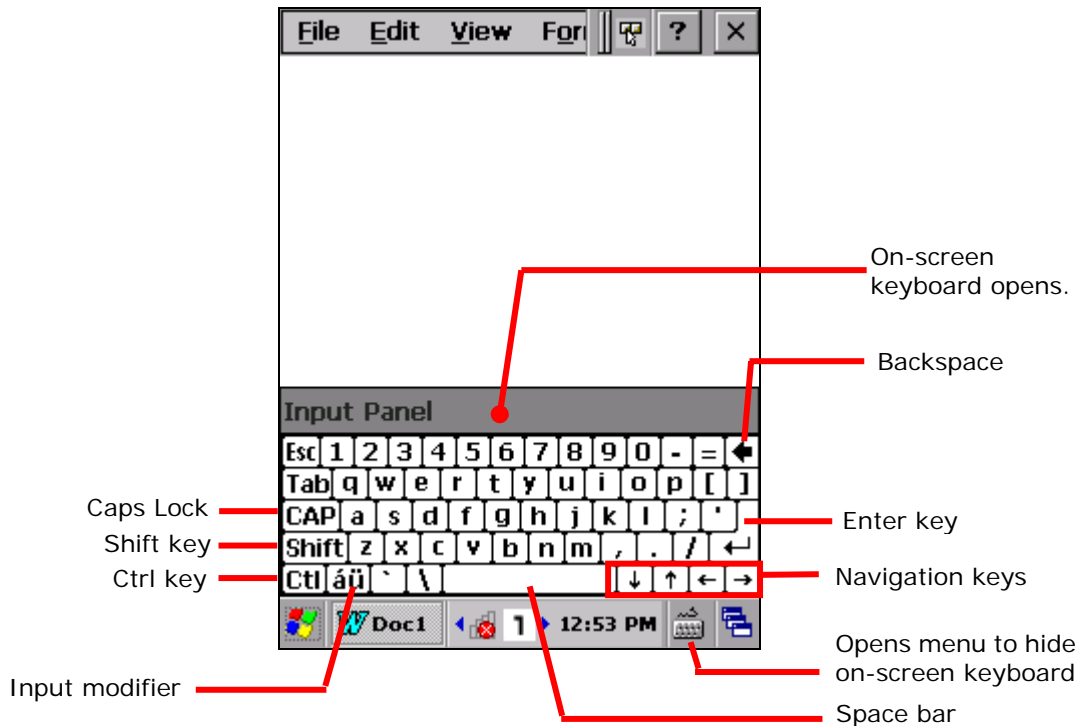 File Edit View For ?
On-screen
keyboard opens.
Backspace
Input Panel
Esc 1 2 3 4 5 6 7 8 9 0 - =
Tab q w e r t y u i o p [ ]
Caps Lock
CAP a s d f g h j k l ; '
Enter key
Shift key
Shift z x c v b n m , . /
Ctrl key
Ctl áü ` \ ↓ ↑ ← →
Navigation keys
Doc1 1 12:53 PM
Opens menu to hide
on-screen keyboard
Input modifier
Space bar